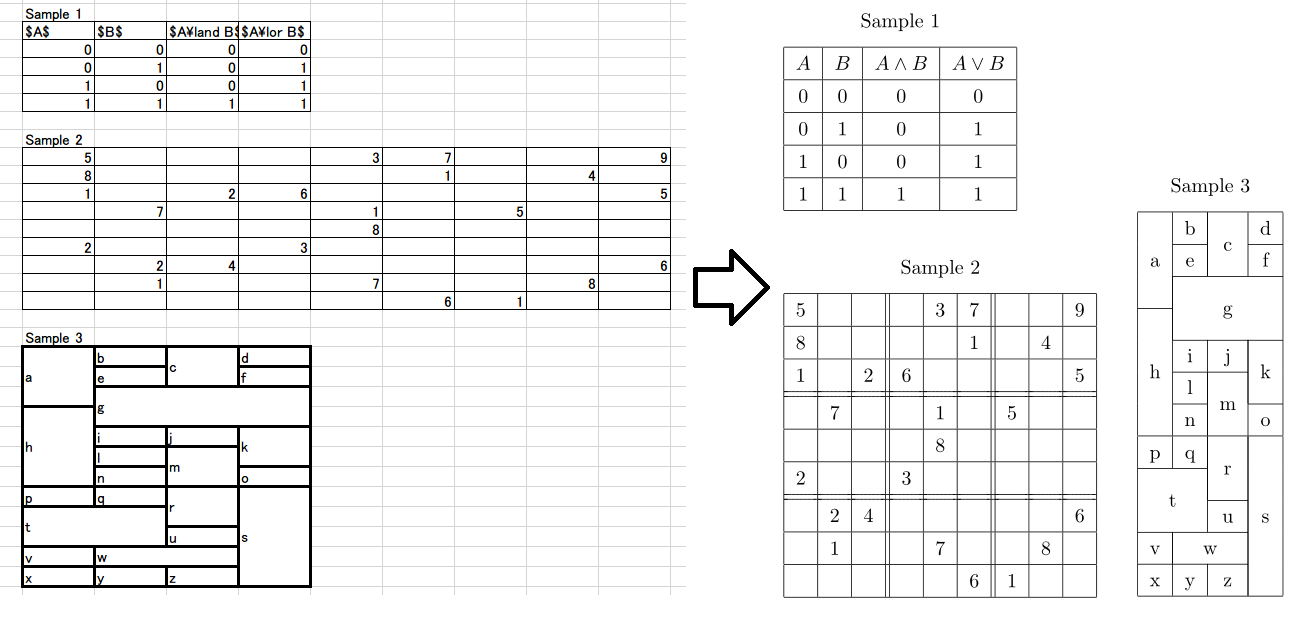 Sample 1
$A$ $B$ $A¥land B$ $A¥lor B$
0 0 0 0
0 1 0 1
1 0 0 1
1 1 1 1
Sample 2
5 3 7 9
8 1 4
1 2 6 5
7 1 5
8
2 3
2 4 6
1 7 8
6 1
Sample 3
b d
c
a e f
g
i j
h k
l
m
n o
p q
r
t
u s
v w
x y z
Sample 1
A B A ∧ B A ∨ B
0 0 0 0
0 1 0 1
1 0 0 1
1 1 1 1
Sample 2
5 3 7 9
8 1 4
1 2 6 5
7 1 5
8
2 3
2 4 6
1 7 8
6 1
Sample 3
b d
c
a e f
g
i j
h k
l
m
n o
p q
r
t
u s
v w
x y z